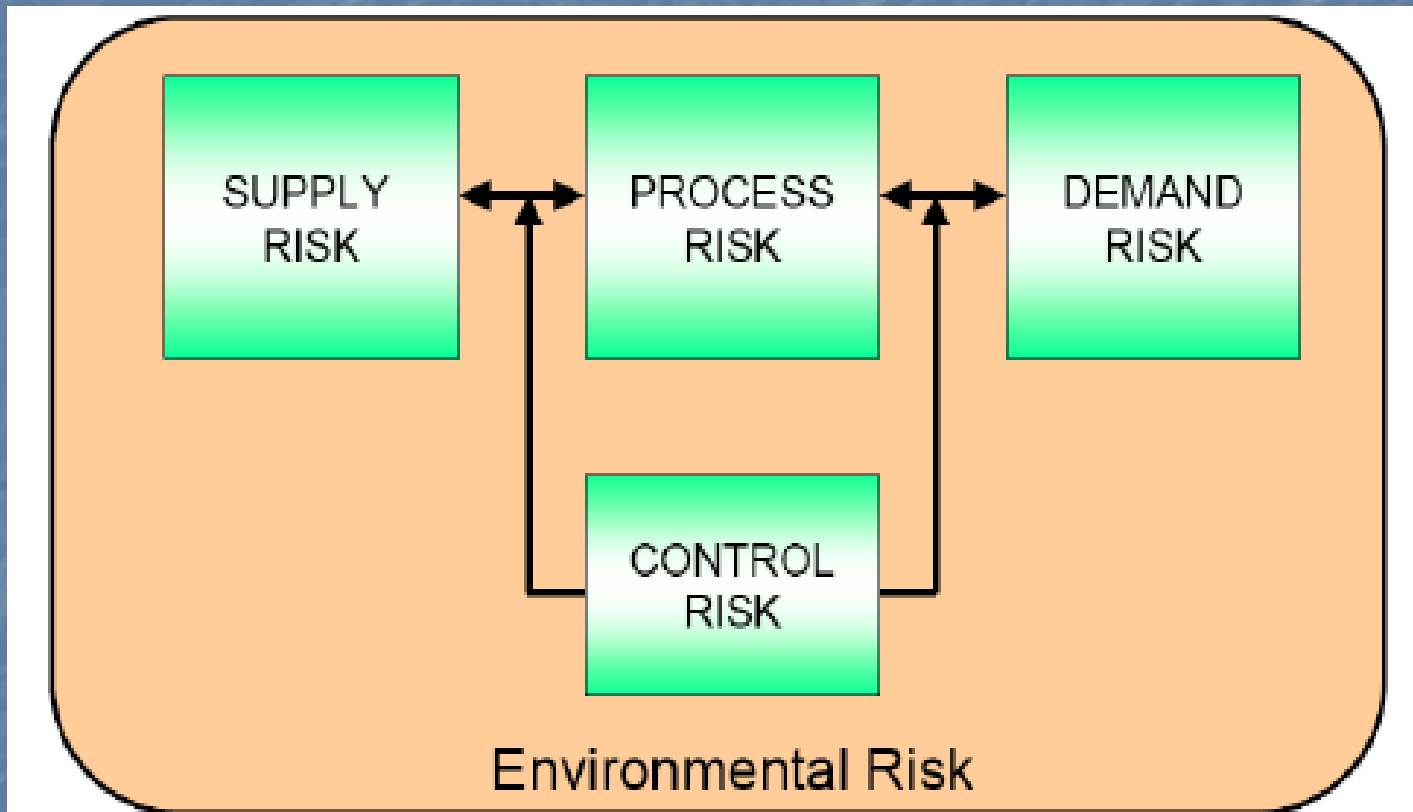 SUPPLY
RISK
PROCESS
RISK
DEMAND
RISK
CONTROL
RISK
Environmental Risk